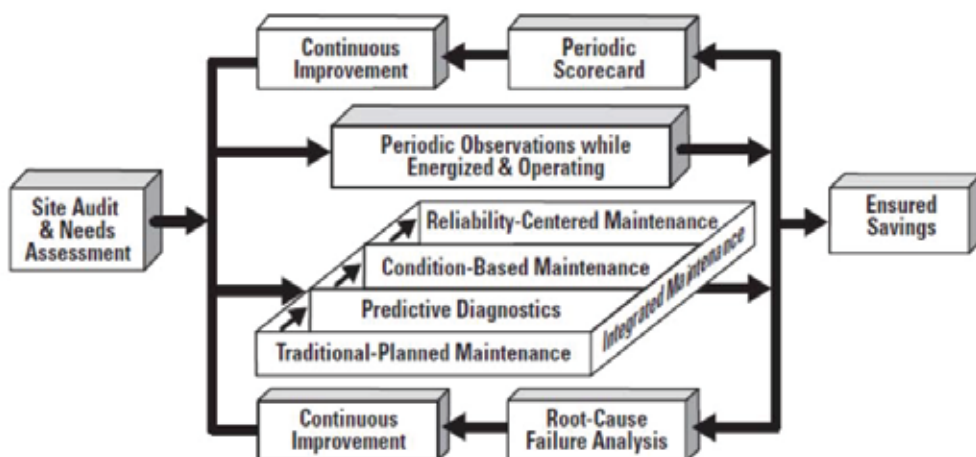 Continuous
Improvement
Periodic
Scorecard
Periodic Observations while
Energized & Operating
Site Audit
& Needs
Assessment
Reliability-Centered Maintenance
Condition-Based Maintenance
Predictive Diagnostics
Traditional-Planned Maintenance
Integrated Maintenance
Ensured
Savings
Continuous
Improvement
Root-Cause
Failure Analysis